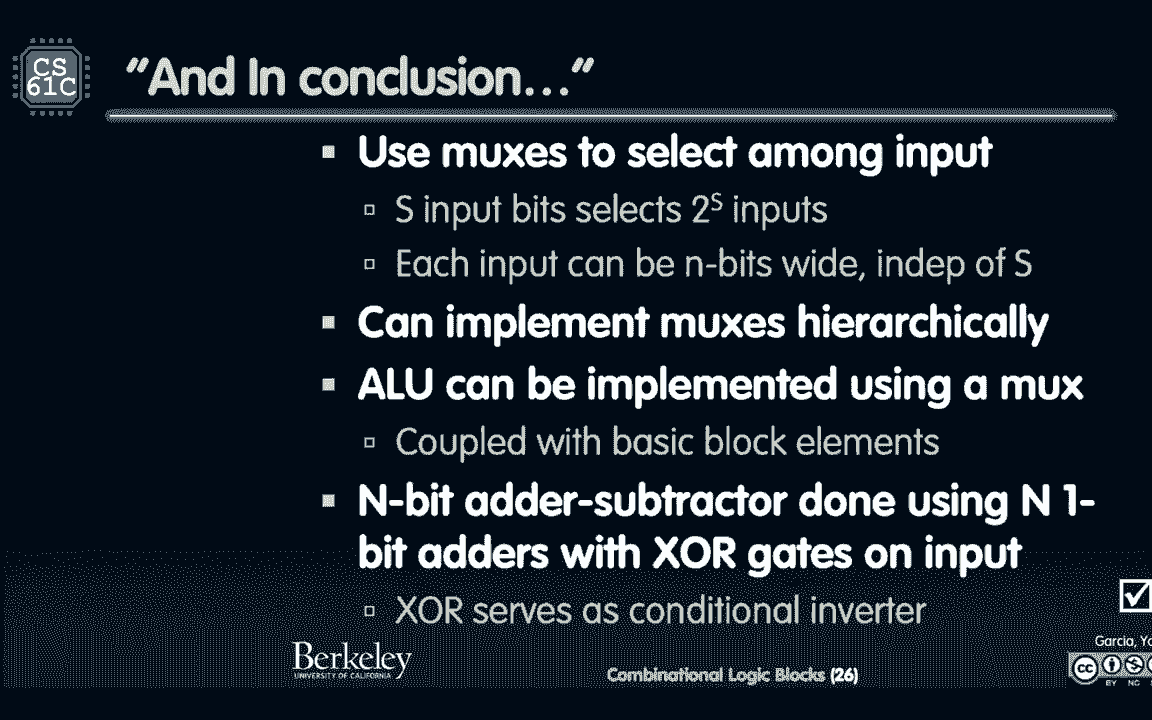 CS
61C
"And In conclusion…"
Use muxes to select among input
S input bits selects 2ˢ inputs
Each input can be n-bits wide, indep of S
Can implement muxes hierarchically
ALU can be implemented using a mux
Coupled with basic block elements
N-bit adder-subtractor done using N 1-
bit adders with XOR gates on input
XOR serves as conditional inverter
Berkeley
UNIVERSITY OF CALIFORNIA
Combinational Logic Blocks (26)
Garcia,
cc
BY NC